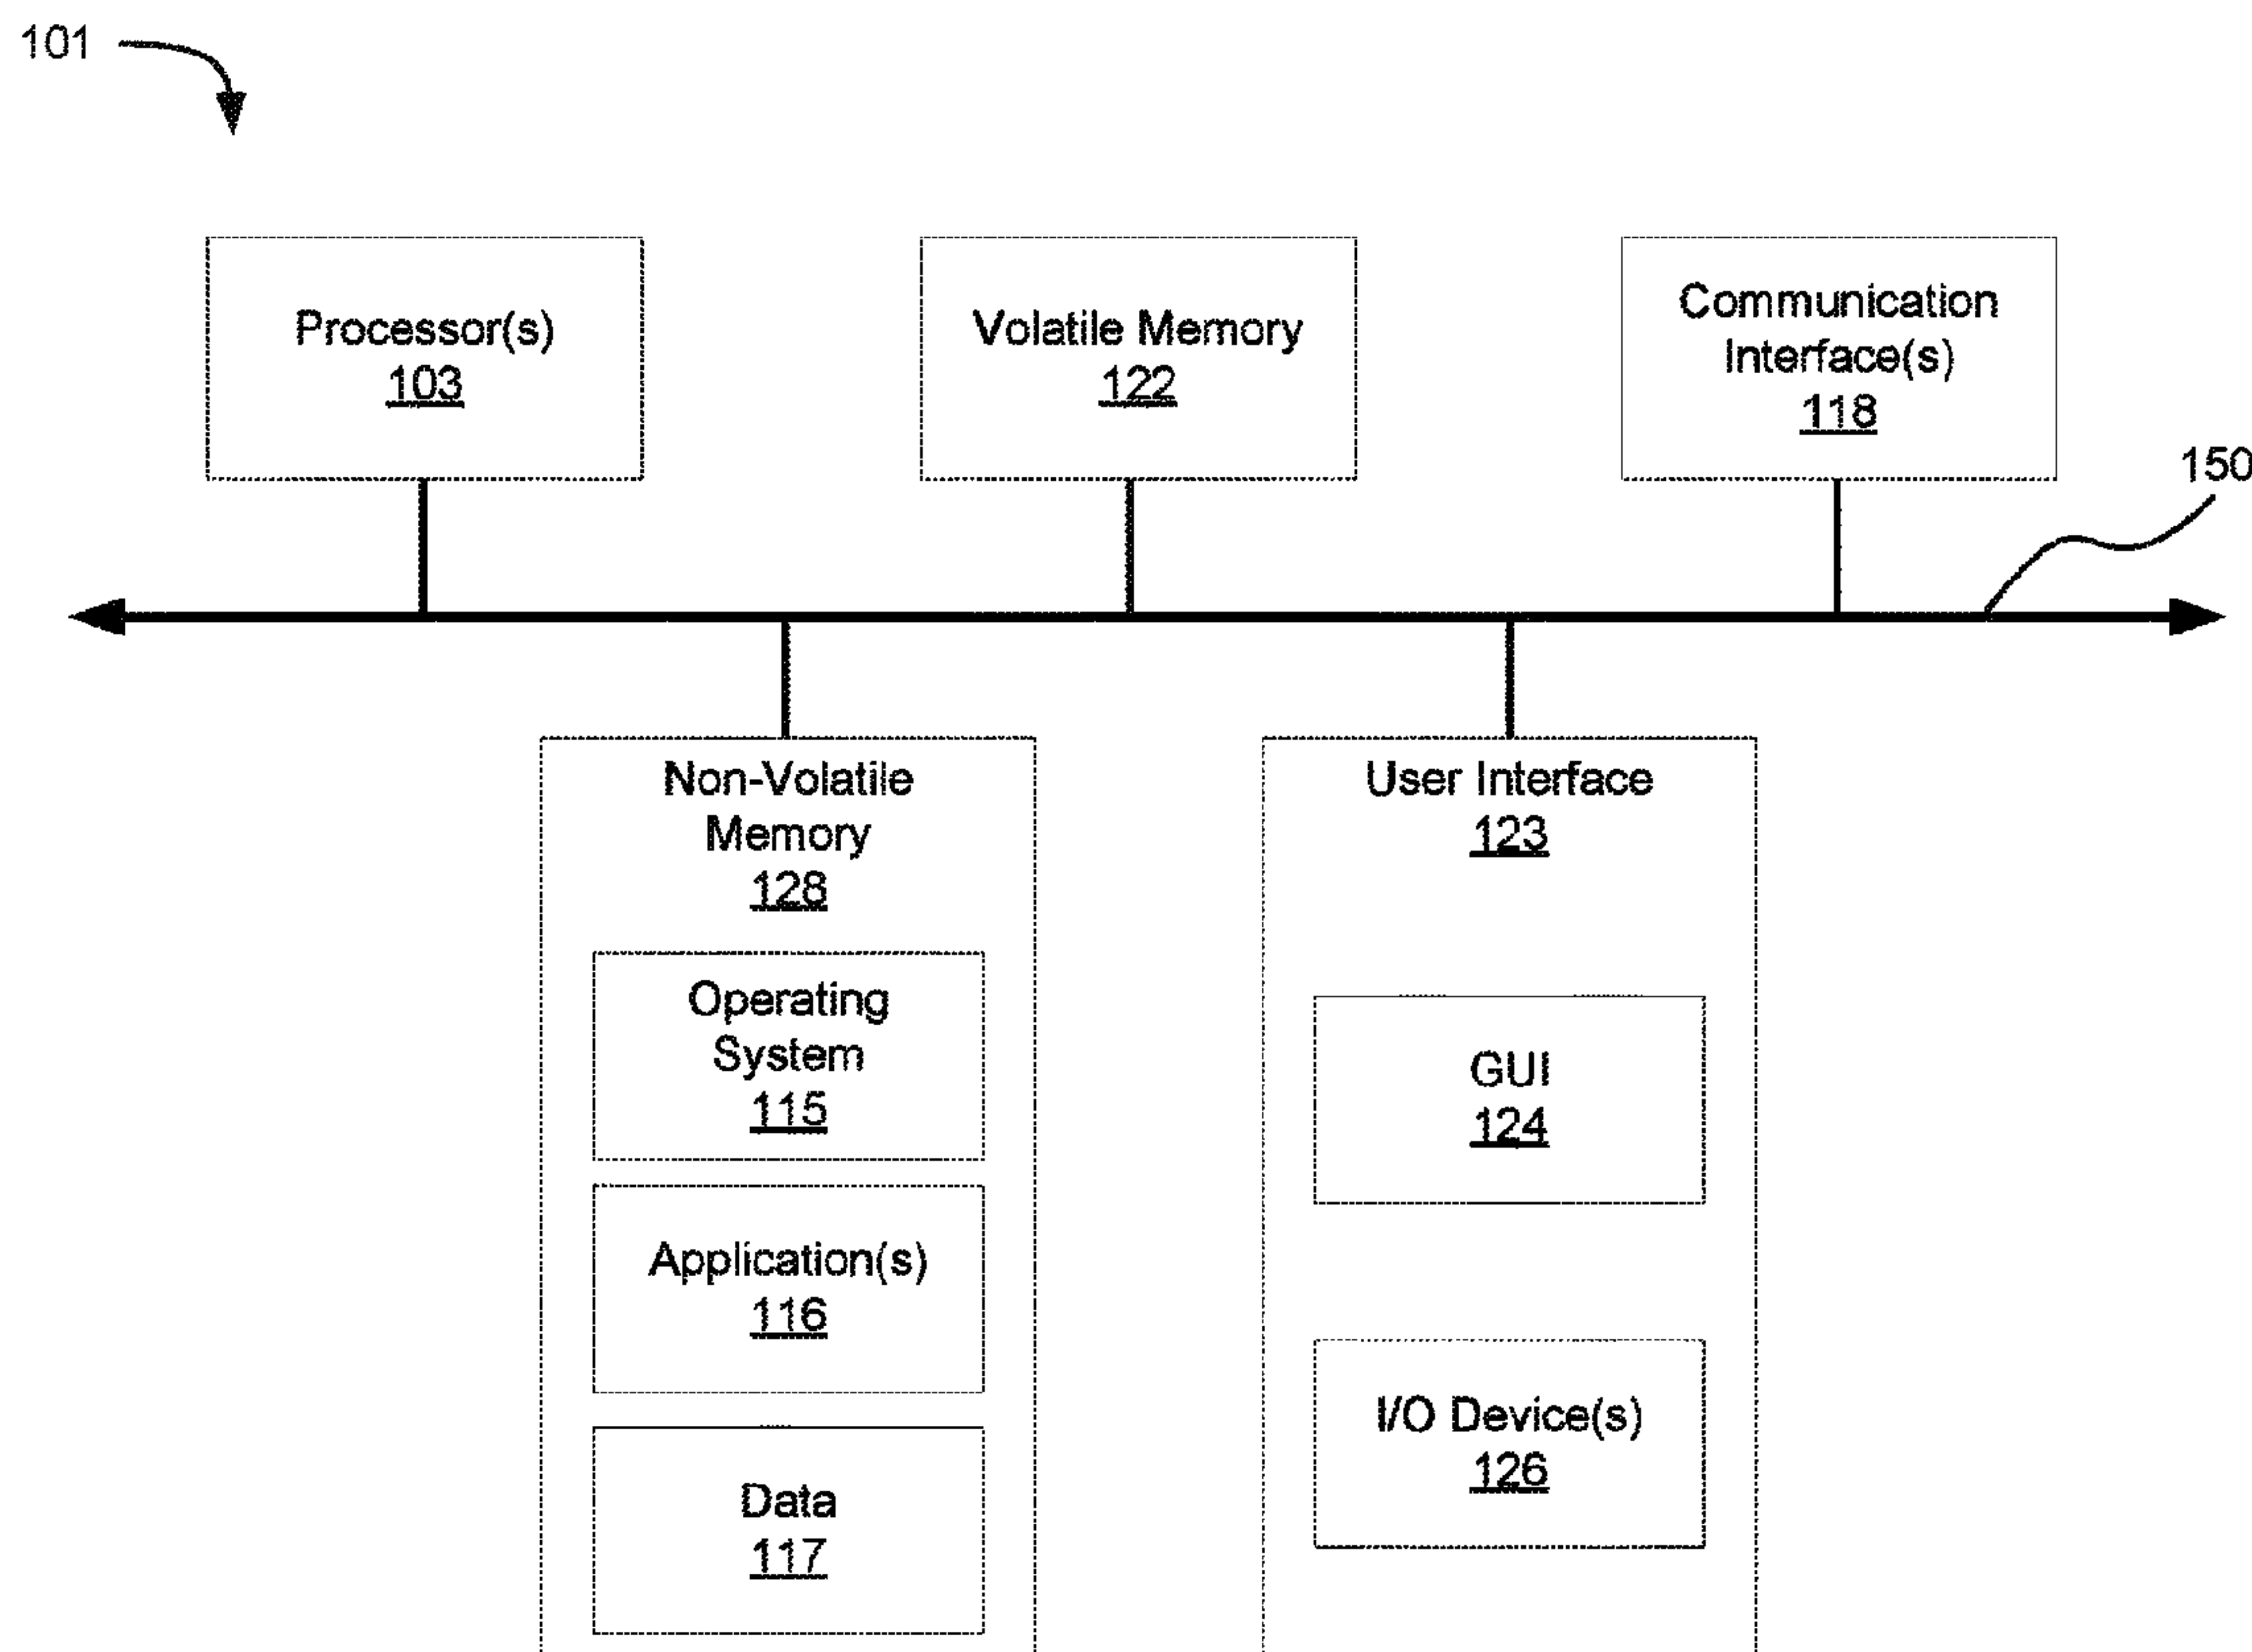 101
Processor(s)
103
Volatile Memory
122
Communication
Interface(s)
118
150
Non-Volatile
Memory
128
Operating
System
115
Application(s)
116
Data
117
User Interface
123
GUI
124
I/O Device(s)
126